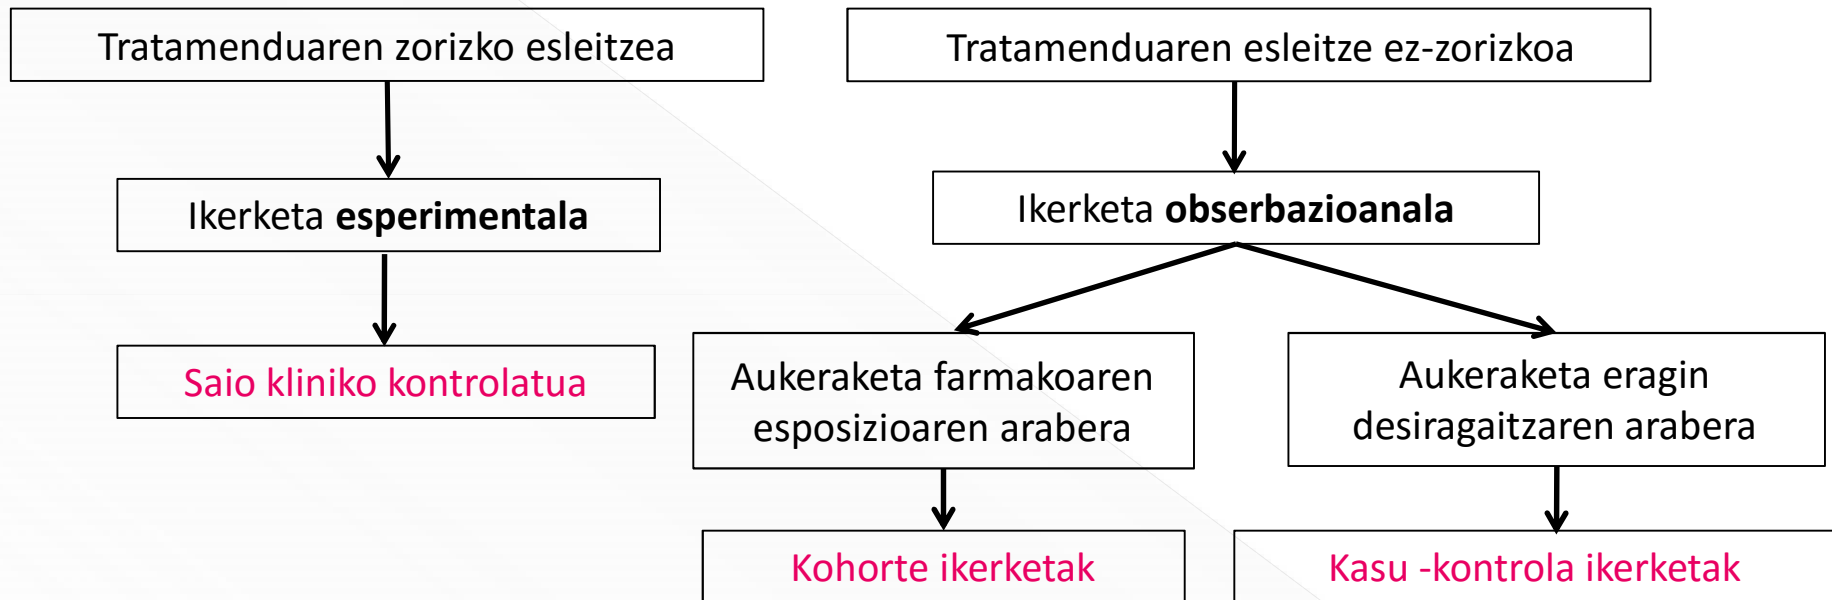 Tratamenduaren zorizko esleitzea
Tratamenduaren esleitze ez-zorizkoa
Ikerketa esperimentala
Ikerketa obserbazioanala
Saio kliniko kontrolatua
Aukeraketa farmakoaren
esposizioaren arabera
Aukeraketa eragin
desiragaitzaren arabera
Kohorte ikerketak
Kasu -kontrola ikerketak